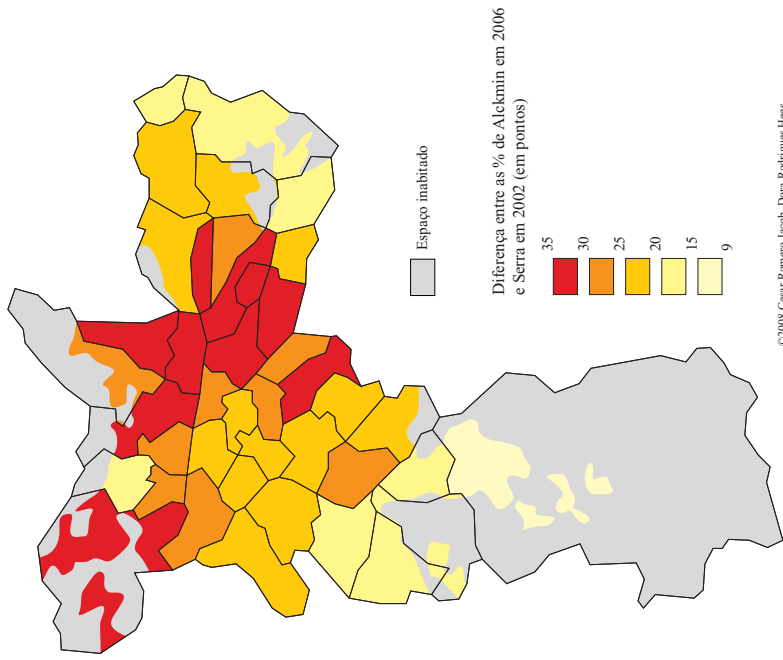 Espaço inabitado
Diferença entre as % de Alckmin em 2006
e Serra em 2002 (em pontos)
35
30
25
20
15
9
©2008 Cesar Romero Jacob, Dora Rodrigues Hees